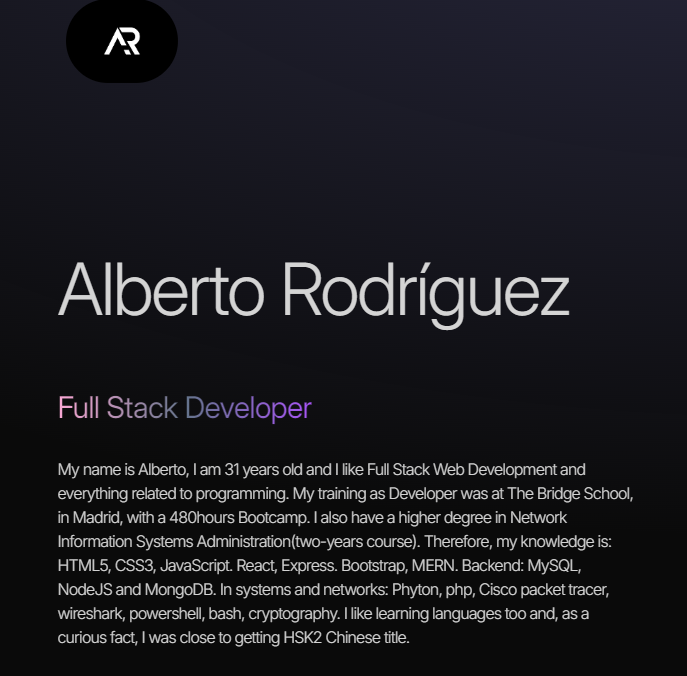 AR
Alberto Rodríguez
Full Stack Developer
My name is Alberto, I am 31 years old and I like Full Stack Web Development and
everything related to programming. My training as Developer was at The Bridge School,
in Madrid, with a 480hours Bootcamp. I also have a higher degree in Network
Information Systems Administration(two-years course). Therefore, my knowledge is:
HTML5, CSS3, JavaScript. React, Express. Bootstrap, MERN. Backend: MySQL,
NodeJS and MongoDB. In systems and networks: Phyton, php, Cisco packet tracer,
wireshark, powershell, bash, cryptography. I like learning languages too and, as a
curious fact, I was close to getting HSK2 Chinese title.